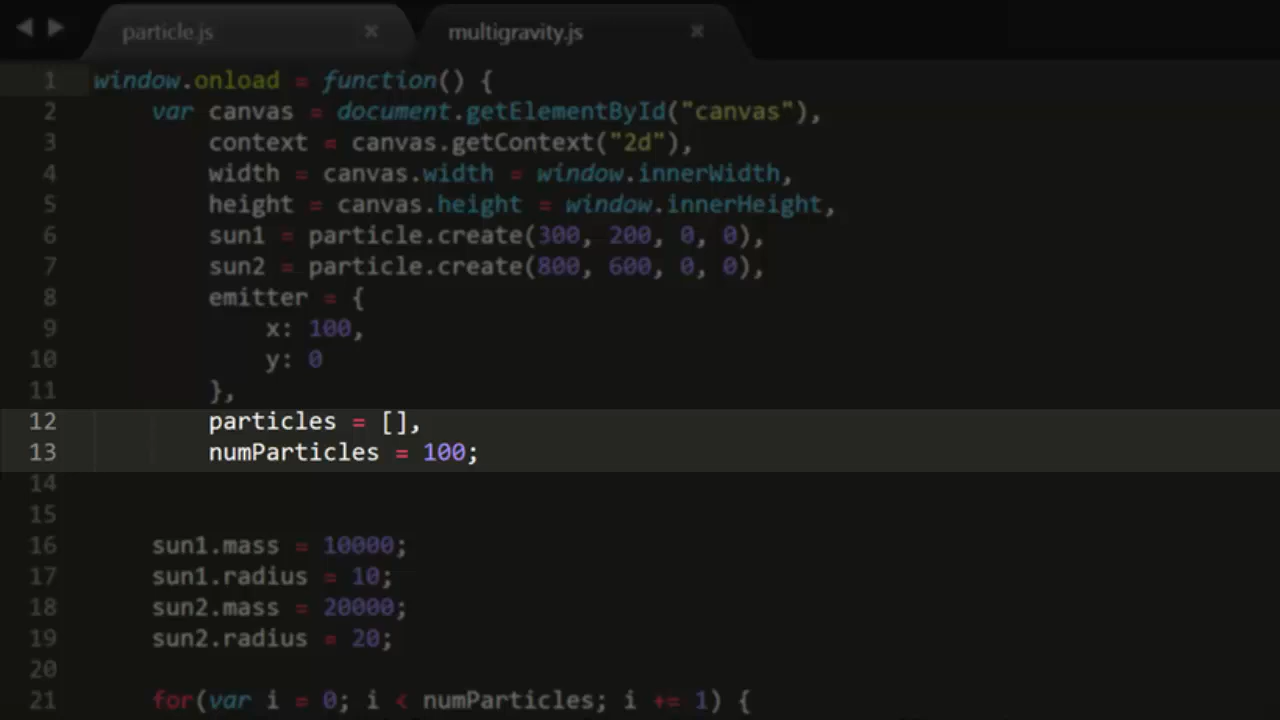 particle.js × multigravity.js ×
1 window.onload = function() {
2 var canvas = document.getElementById("canvas"),
3 context = canvas.getContext("2d"),
4 width = canvas.width = window.innerWidth,
5 height = canvas.height = window.innerHeight,
6 sun1 = particle.create(300, 200, 0, 0),
7 sun2 = particle.create(800, 600, 0, 0),
8 emitter = {
9 x: 100,
10 y: 0
11 },
12 particles = [],
13 numParticles = 100;
14
15
16 sun1.mass = 10000;
17 sun1.radius = 10;
18 sun2.mass = 20000;
19 sun2.radius = 20;
20
21 for(var i = 0; i < numParticles; i += 1) {